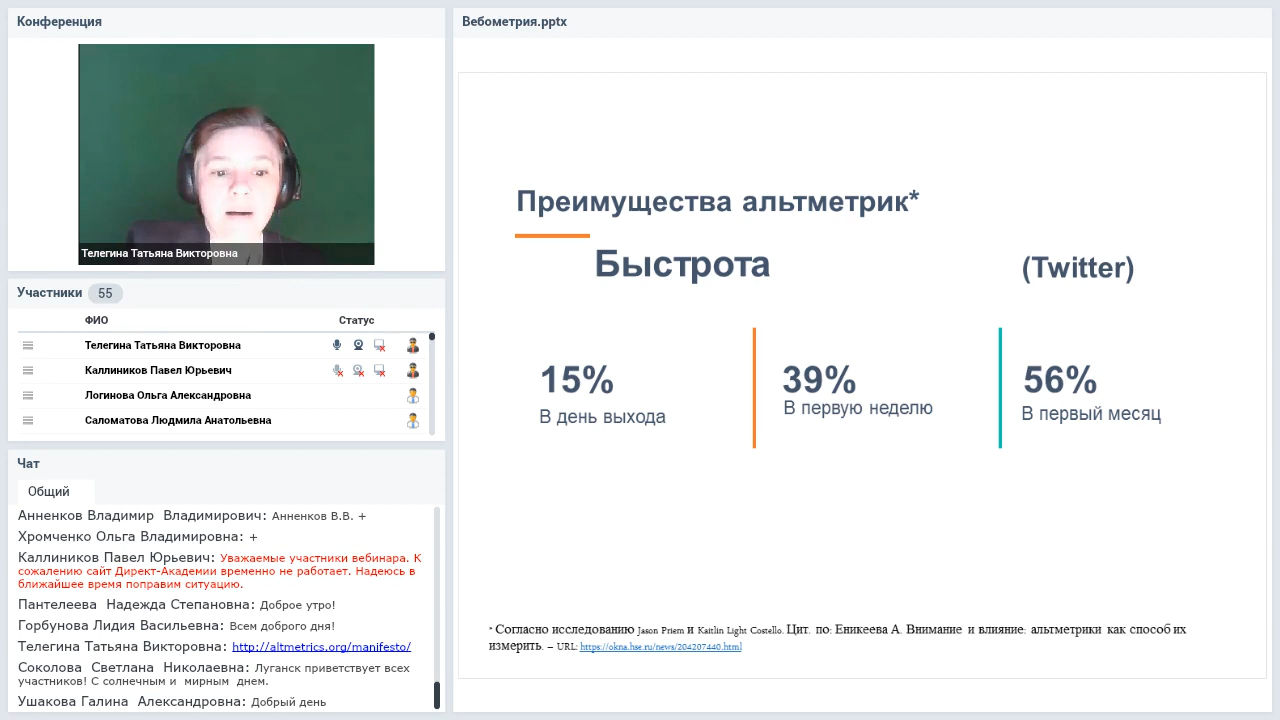 Конференция
Телегина Татьяна Викторовна
Участники 55
ФИО Статус
Телегина Татьяна Викторовна
Каллиников Павел Юрьевич
Логинова Ольга Александровна
Саломатова Людмила Анатольевна
Чат
Общий
Анненков Владимир Владимирович: Анненков В.В. +
Хромченко Ольга Владимировна: +
Каллиников Павел Юрьевич: Уважаемые участники вебинара. К
сожалению сайт Директ-Академии временно не работает. Надеюсь в
ближайшее время поправим ситуацию.
Пантелеева Надежда Степановна: Доброе утро!
Горбунова Лидия Васильевна: Всем доброго дня!
Телегина Татьяна Викторовна: http://altmetrics.org/manifesto/
Соколова Светлана Николаевна: Луганск приветствует всех
участников! С солнечным и мирным днем.
Ушакова Галина Александровна: Добрый день
Вебометрия.pptx
Преимущества альтметрик*
Быстрота (Twitter)
15%
В день выхода
39%
В первую неделю
56%
В первый месяц
* Согласно исследованию Jason Priem и Kaitlin Light Costello. Цит. по: Еникеева А. Внимание и влияние: альтметрики как способ их
измерить. – URL: https://okna.hse.ru/news/204207440.html